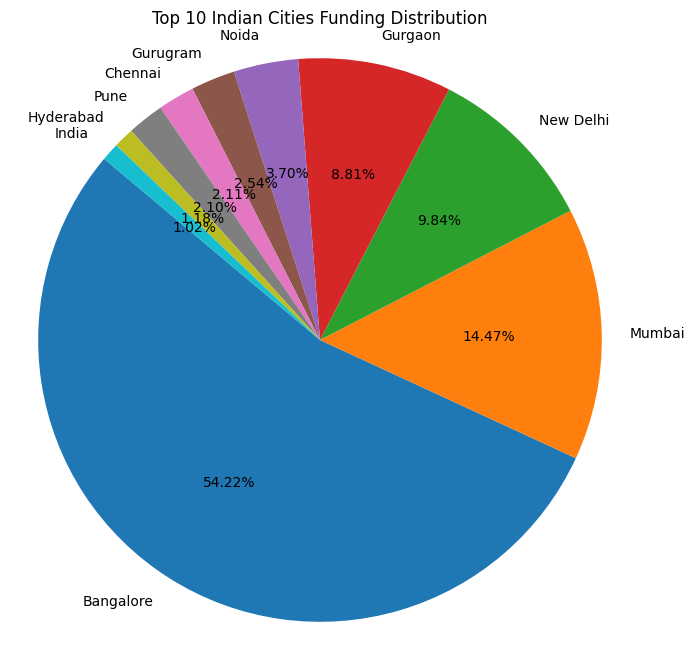 Top 10 Indian Cities Funding Distribution
Noida
Gurgaon
Gurugram
Chennai
Pune
Hyderabad
India
New Delhi
Mumbai
Bangalore
3.70%
8.81%
2.54%
2.11%
2.10%
1.18%
1.02%
9.84%
14.47%
54.22%